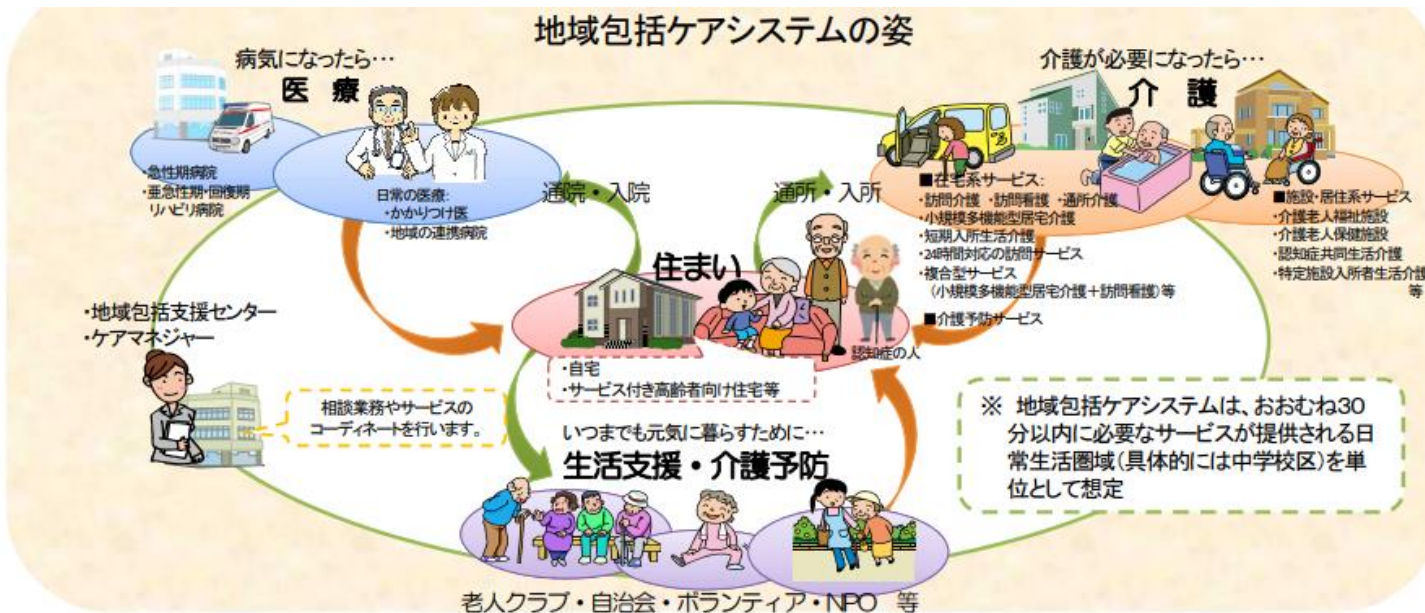 地域包括ケアシステムの姿
病気になったら…
医 療
・急性期病院
・亜急性期・回復期
リハビリ病院
日常の医療:
・かかりつけ医
・地域の連携病院
通院・入院
通所・入所
介護が必要になったら…
介 護
■在宅系サービス:
・訪問介護 ・訪問看護 ・通所介護
・小規模多機能型居宅介護
・短期入所生活介護
・24時間対応の訪問サービス
・複合型サービス
(小規模多機能型居宅介護+訪問看護)等
■介護予防サービス
■施設・居住系サービス
・介護老人福祉施設
・介護老人保健施設
・認知症共同生活介護
・特定施設入所者生活介護
等
住まい
認知症の人
・自宅
・サービス付き高齢者向け住宅等
・地域包括支援センター
・ケアマネジャー
相談業務やサービスの
コーディネートを行います。
いつまでも元気に暮らすために…
生活支援・介護予防
老人クラブ・自治会・ボランティア・NPO 等
※ 地域包括ケアシステムは、おおむね30
分以内に必要なサービスが提供される日
常生活圏域(具体的には中学校区)を単
位として想定